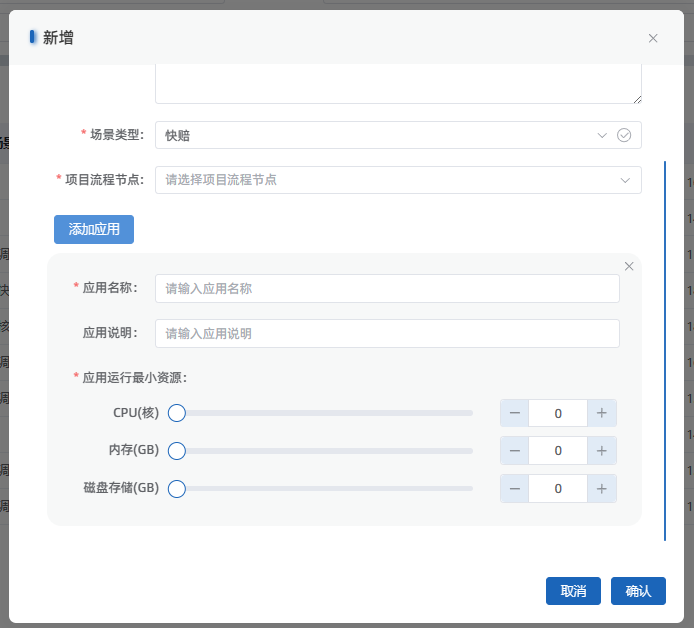 新增
* 场景类型: 快赔
* 项目流程节点: 请选择项目流程节点
添加应用
* 应用名称: 请输入应用名称
应用说明: 请输入应用说明
* 应用运行最小资源:
CPU(核) 0
内存(GB) 0
磁盘存储(GB) 0
取消 确认